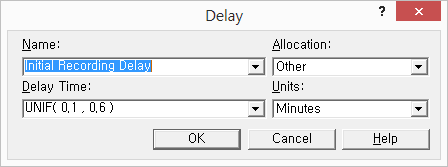 Delay
?
Name:
Allocation:
Initial Recording Delay
Other
Delay Time:
Units:
UNIF( 0,1 , 0,6 )
Minutes
OK
Cancel
Help